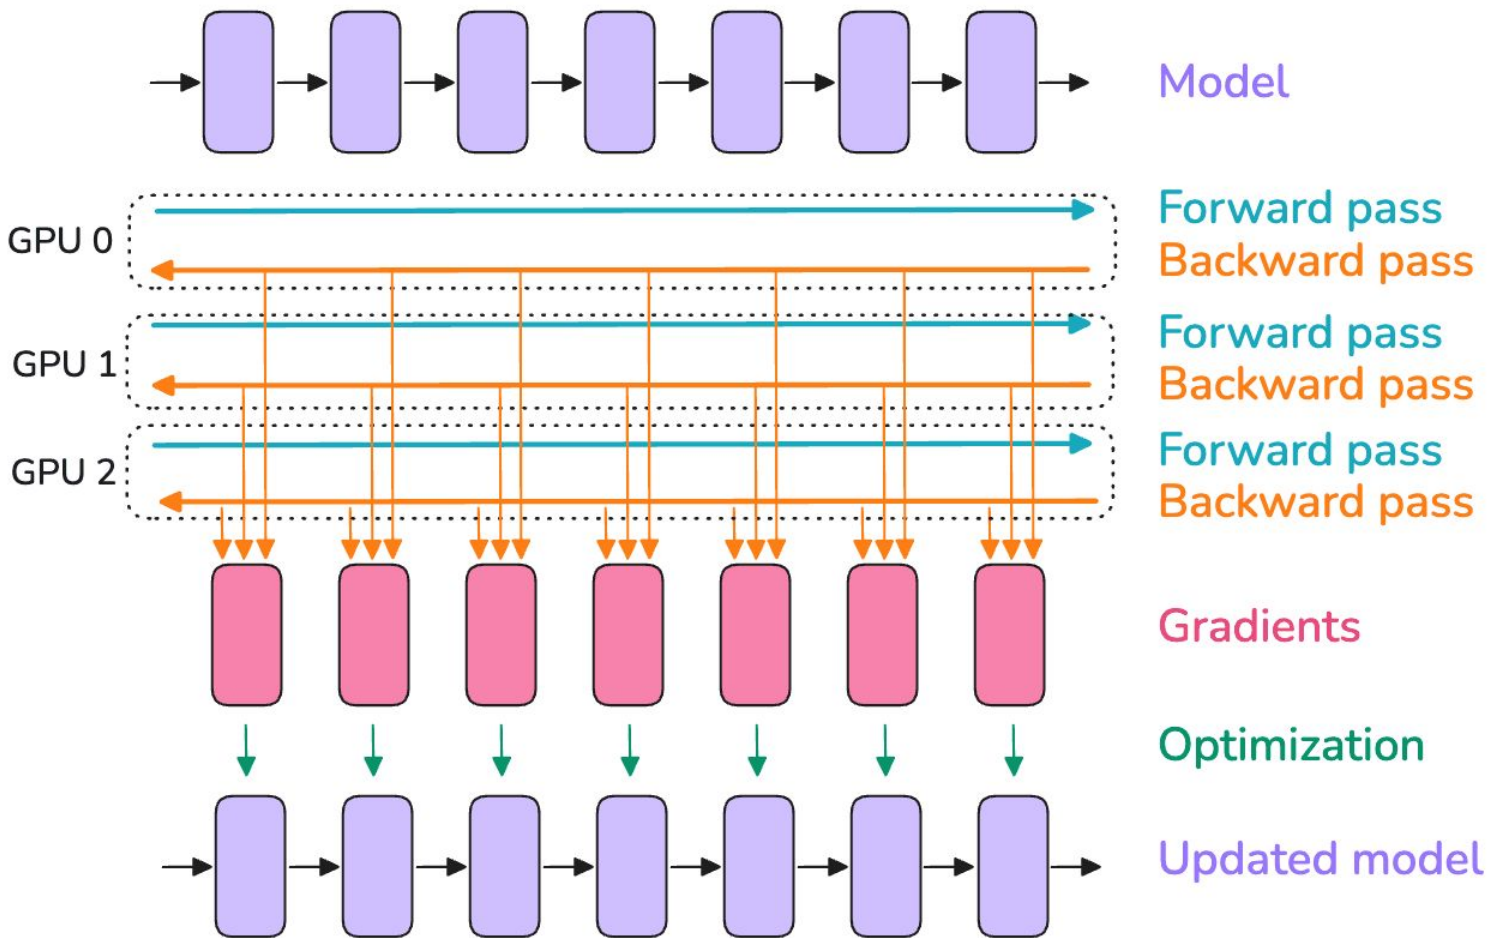 Model
GPU 0
Forward pass
Backward pass
GPU 1
Forward pass
Backward pass
GPU 2
Forward pass
Backward pass
Gradients
Optimization
Updated model